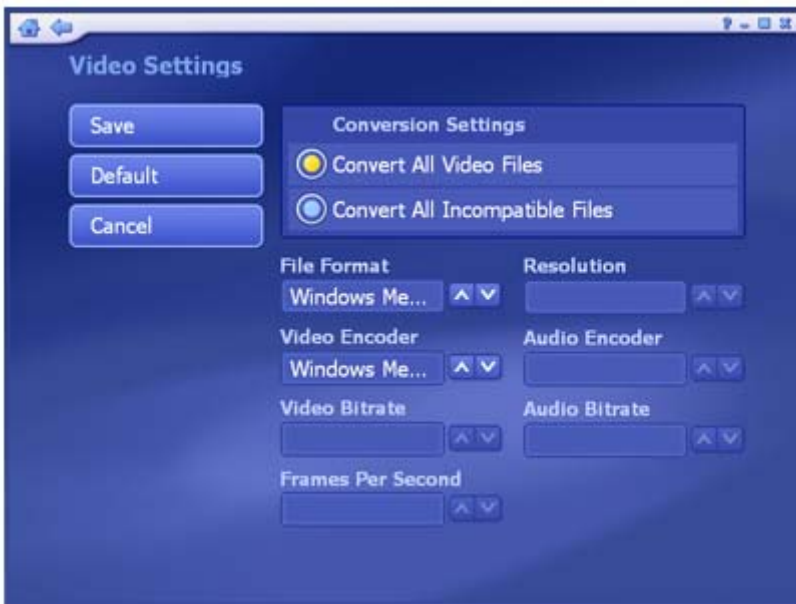 Video Settings
Save
Default
Cancel
Conversion Settings
Convert All Video Files
Convert All Incompatible Files
File Format
Resolution
Windows Me...
Video Encoder
Audio Encoder
Windows Me...
Video Bitrate
Audio Bitrate
Frames Per Second